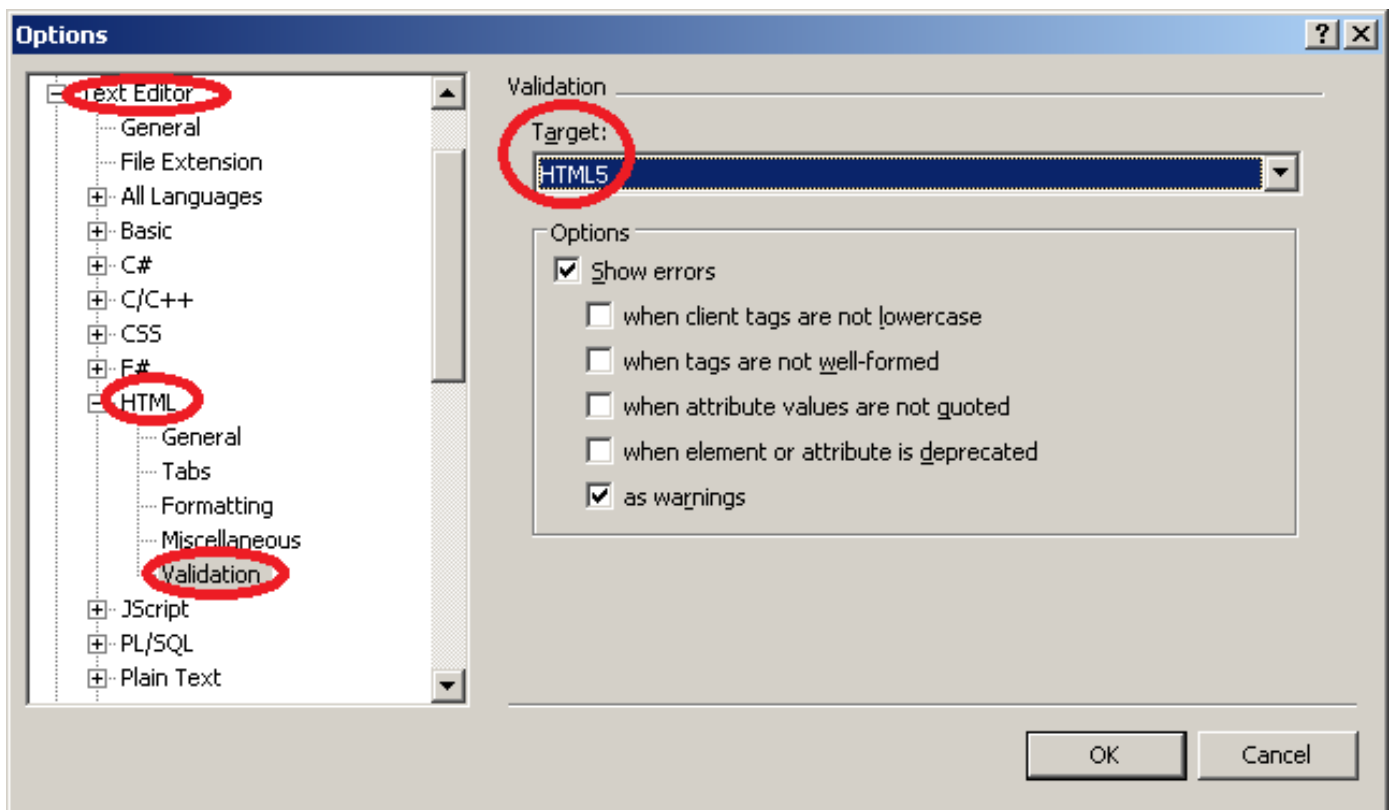 Options
Text Editor
General
File Extension
All Languages
Basic
C#
C/C++
CSS
F#
HTML
General
Tabs
Formatting
Miscellaneous
Validation
JScript
PL/SQL
Plain Text
Validation
Target:
HTML5
Options
Show errors
when client tags are not lowercase
when tags are not well-formed
when attribute values are not quoted
when element or attribute is deprecated
as warnings
OK
Cancel